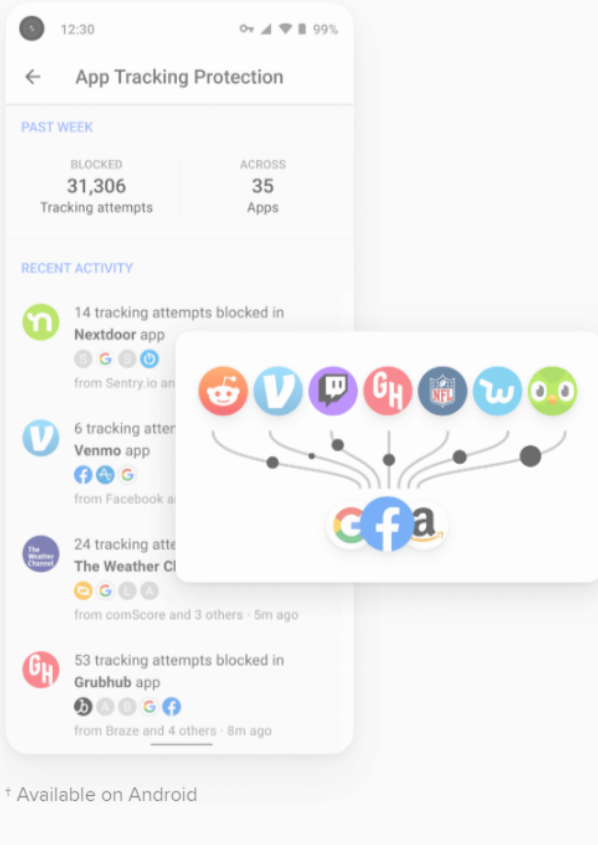 12:30
99%
App Tracking Protection
PAST WEEK
BLOCKED
31,306
Tracking attempts
ACROSS
35
Apps
RECENT ACTIVITY
14 tracking attempts blocked in
Nextdoor app
S G S
from Sentry.io an
6 tracking atte
Venmo app
f G
from Facebook a
The
Weather
Channel
24 tracking atte
The Weather C
G L A
from comScore and 3 others · 5m ago
GH
53 tracking attempts blocked in
Grubhub app
b A B G f
from Braze and 4 others · 8m ago
V GH NFL w
G f a
† Available on Android